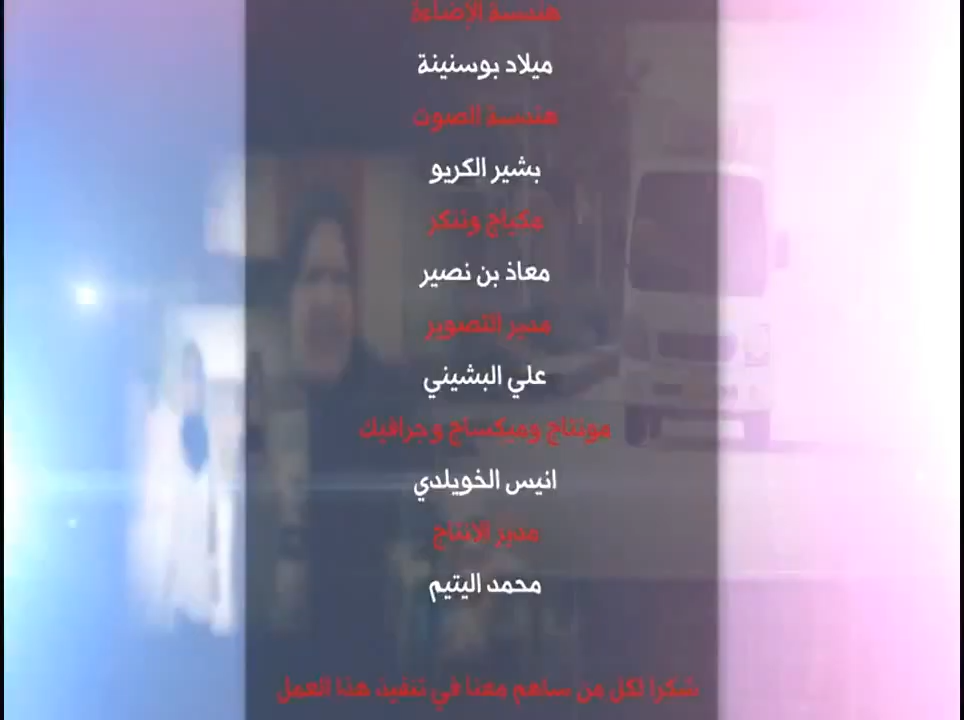 هندسة الإضاءة
ميلاد بوسنينة
هندسة الصوت
بشير الكريو
مكياج وتنكر
معاذ بن نصير
مدير التصوير
علي البشيني
مونتاج وميكساج وجرافيك
انيس الخويلدي
مدير الانتاج
محمد اليتيم
شكرا لكل من ساهم معنا في تنفيذ هذا العمل